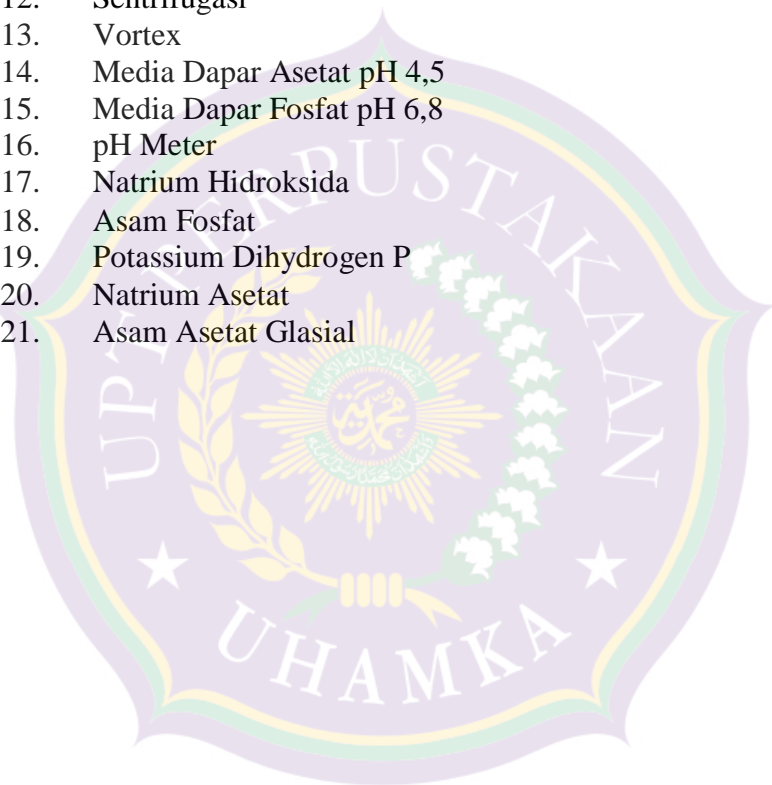 12. Sentrifugasi
13. Vortex
14. Media Dapar Asetat pH 4,5
15. Media Dapar Fosfat pH 6,8
16. pH Meter
17. Natrium Hidroksida
18. Asam Fosfat
19. Potassium Dihydrogen P
20. Natrium Asetat
21. Asam Asetat Glasial
UPT PERPUSTAKAAN
UHAMKA